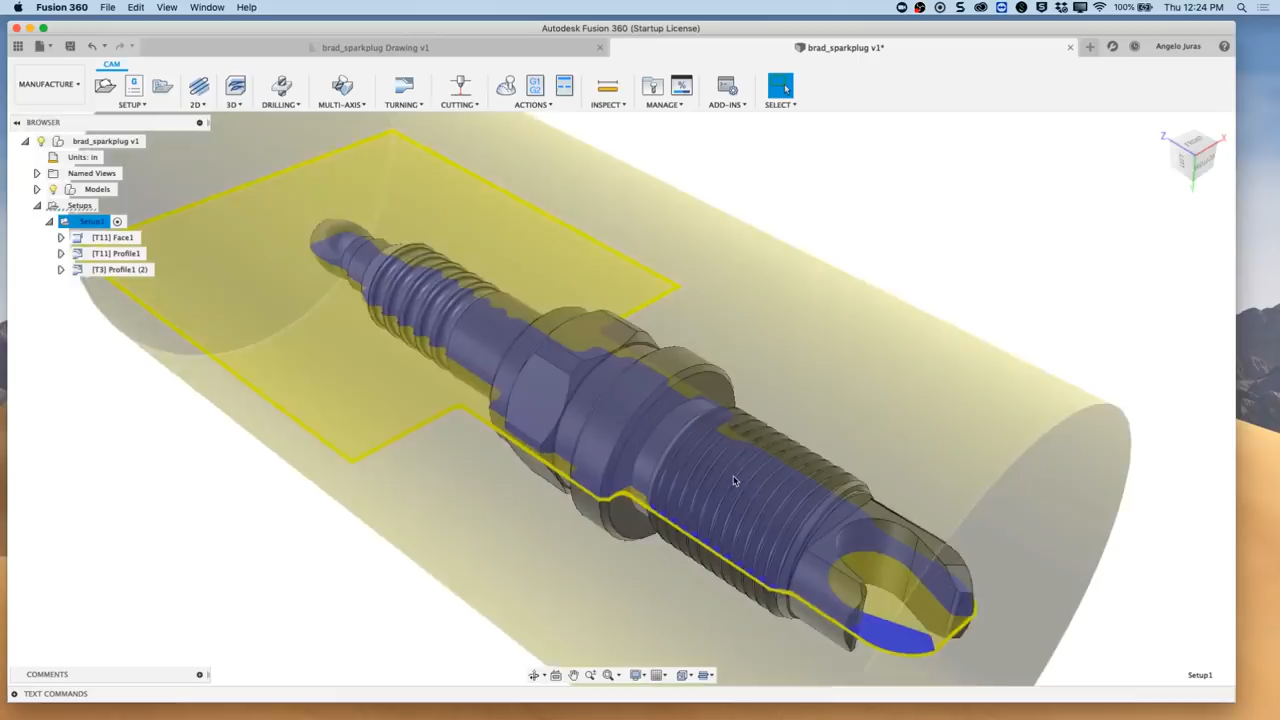 Fusion 360 File Edit View Window Help 100% Thu 12:24 PM
Autodesk Fusion 360 (Startup License)
brad_sparkplug Drawing v1 brad_sparkplug v1* Angelo Juras
CAM
MANUFACTURE
G G1 G2 %
SETUP 2D 3D DRILLING MULTI-AXIS TURNING CUTTING ACTIONS INSPECT MANAGE ADD-INS SELECT
BROWSER
brad_sparkplug v1
Units: in
Named Views
Models
Setups
Setup1
[T11] Face1
[T11] Profile1
[T3] Profile1 (2)
Z X Y
COMMENTS
Setup1
TEXT COMMANDS